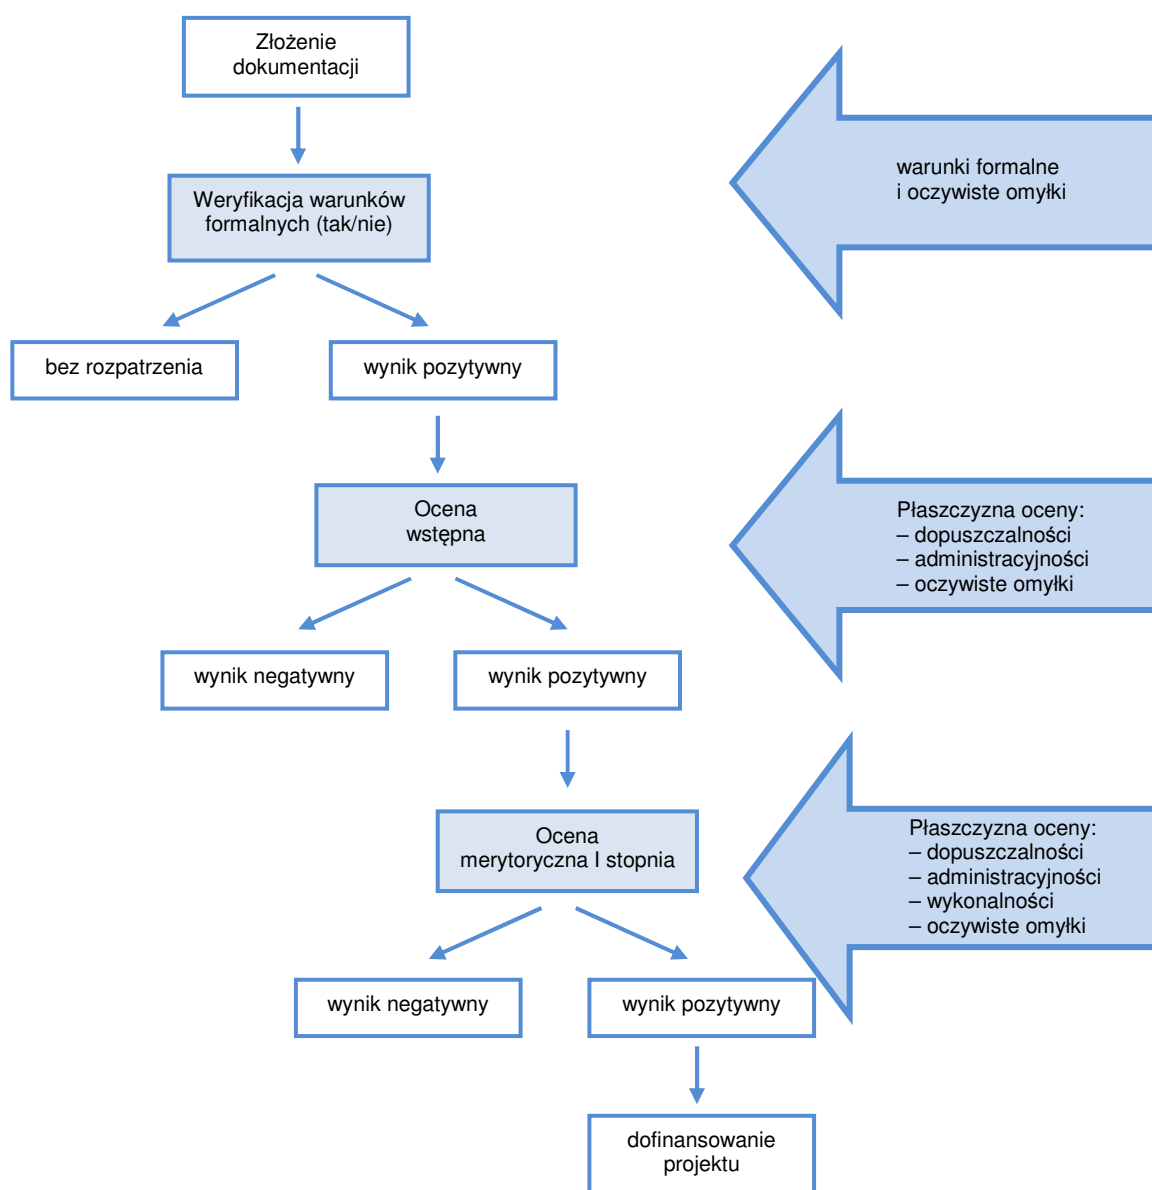 Złożenie
dokumentacji
warunki formalne
i oczywiste omyłki
Weryfikacja warunków
formalnych (tak/nie)
bez rozpatrzenia
wynik pozytywny
Ocena
wstępna
Płaszczyzna oceny:
– dopuszczalności
– administracyjności
– oczywiste omyłki
wynik negatywny
wynik pozytywny
Ocena
merytoryczna I stopnia
Płaszczyzna oceny:
– dopuszczalności
– administracyjności
– wykonalności
– oczywiste omyłki
wynik negatywny
wynik pozytywny
dofinansowanie
projektu